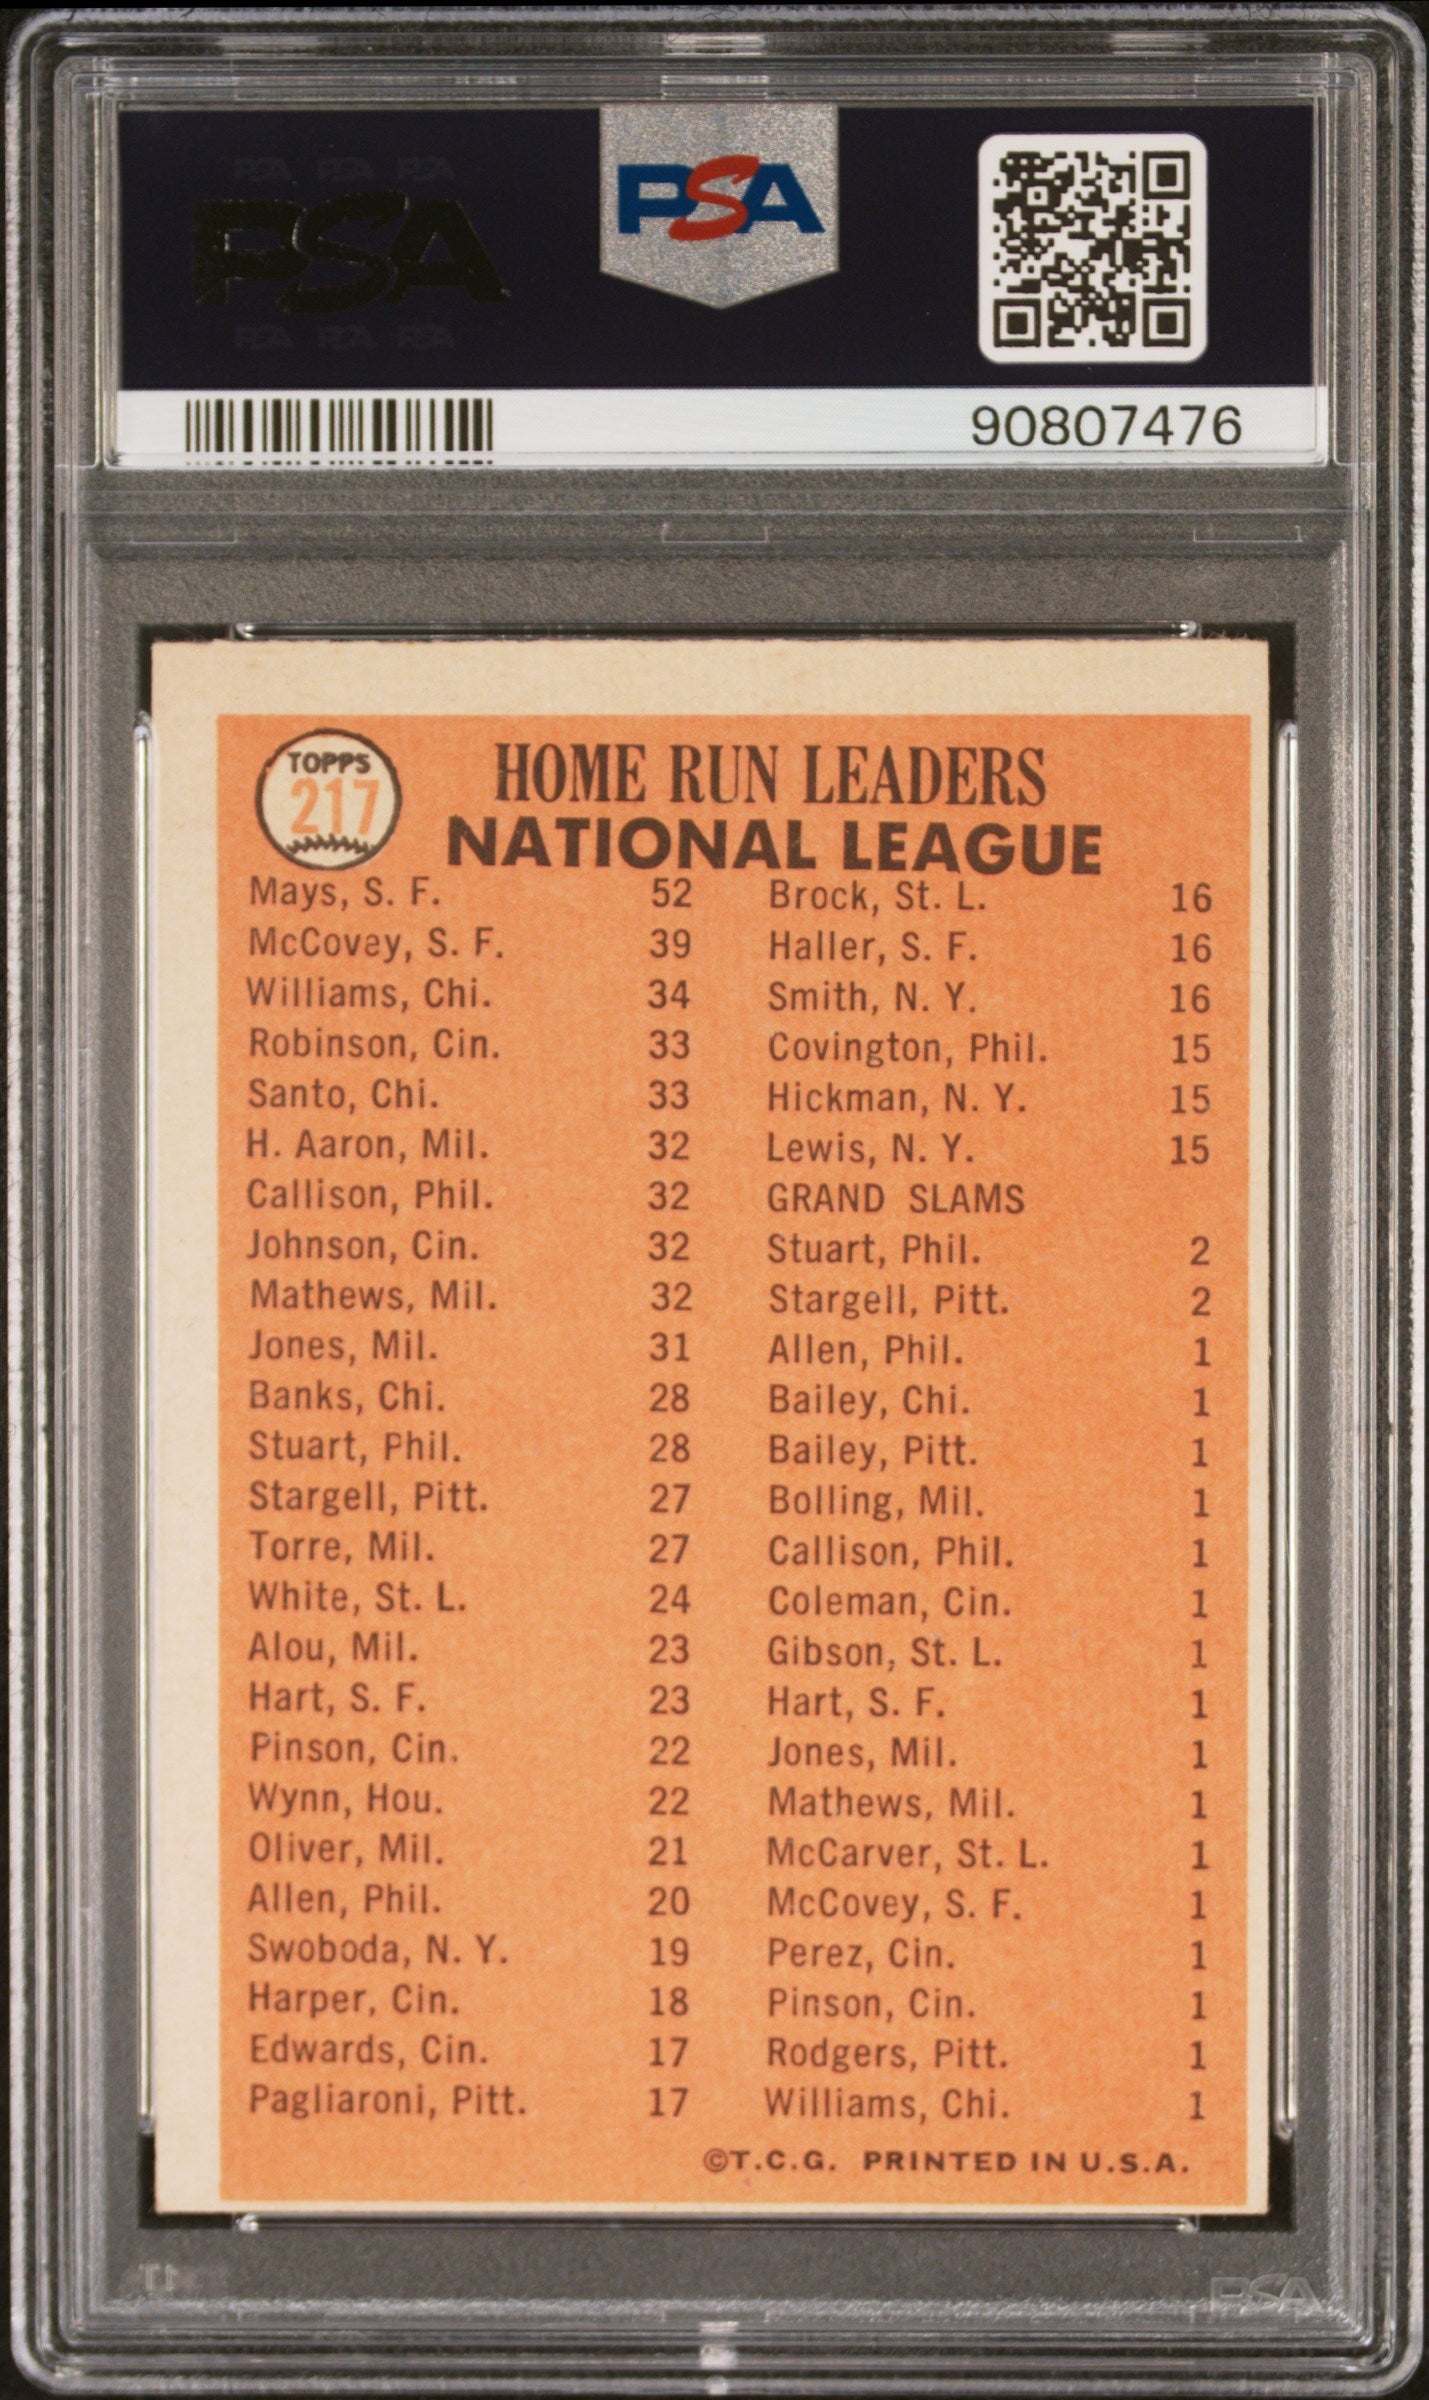 PSA PSA PSA
PSA
PSA PSA PSA
PSA
90807476
TOPPS
217
HOME RUN LEADERS
NATIONAL LEAGUE
Mays, S. F. 52
McCovey, S. F. 39
Williams, Chi. 34
Robinson, Cin. 33
Santo, Chi. 33
H. Aaron, Mil. 32
Callison, Phil. 32
Johnson, Cin. 32
Mathews, Mil. 32
Jones, Mil. 31
Banks, Chi. 28
Stuart, Phil. 28
Stargell, Pitt. 27
Torre, Mil. 27
White, St. L. 24
Alou, Mil. 23
Hart, S. F. 23
Pinson, Cin. 22
Wynn, Hou. 22
Oliver, Mil. 21
Allen, Phil. 20
Swoboda, N. Y. 19
Harper, Cin. 18
Edwards, Cin. 17
Pagliaroni, Pitt. 17
Brock, St. L. 16
Haller, S. F. 16
Smith, N. Y. 16
Covington, Phil. 15
Hickman, N. Y. 15
Lewis, N. Y. 15
GRAND SLAMS
Stuart, Phil. 2
Stargell, Pitt. 2
Allen, Phil. 1
Bailey, Chi. 1
Bailey, Pitt. 1
Bolling, Mil. 1
Callison, Phil. 1
Coleman, Cin. 1
Gibson, St. L. 1
Hart, S. F. 1
Jones, Mil. 1
Mathews, Mil. 1
McCarver, St. L. 1
McCovey, S. F. 1
Perez, Cin. 1
Pinson, Cin. 1
Rodgers, Pitt. 1
Williams, Chi. 1
©T.C.G. PRINTED IN U.S.A.
PSA